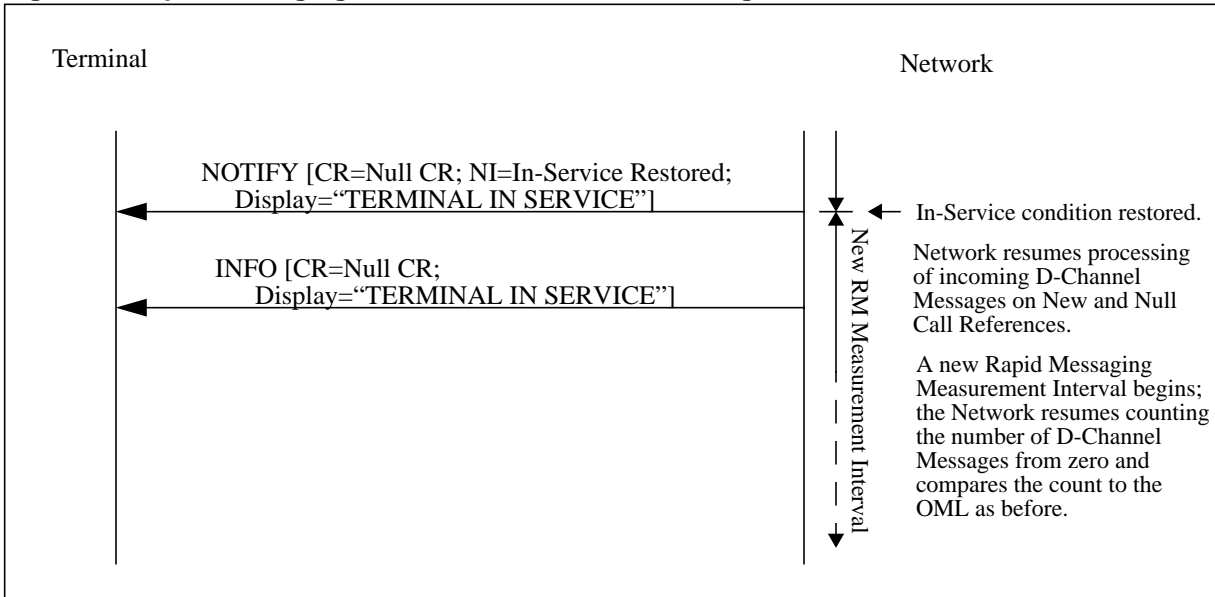 Terminal
Network
NOTIFY [CR=Null CR; NI=In-Service Restored;
Display=“TERMINAL IN SERVICE”]
In-Service condition restored.
INFO [CR=Null CR;
Display=“TERMINAL IN SERVICE”]
New RM Measurement Interval
Network resumes processing
of incoming D-Channel
Messages on New and Null
Call References.
A new Rapid Messaging
Measurement Interval begins;
the Network resumes counting
the number of D-Channel
Messages from zero and
compares the count to the
OML as before.